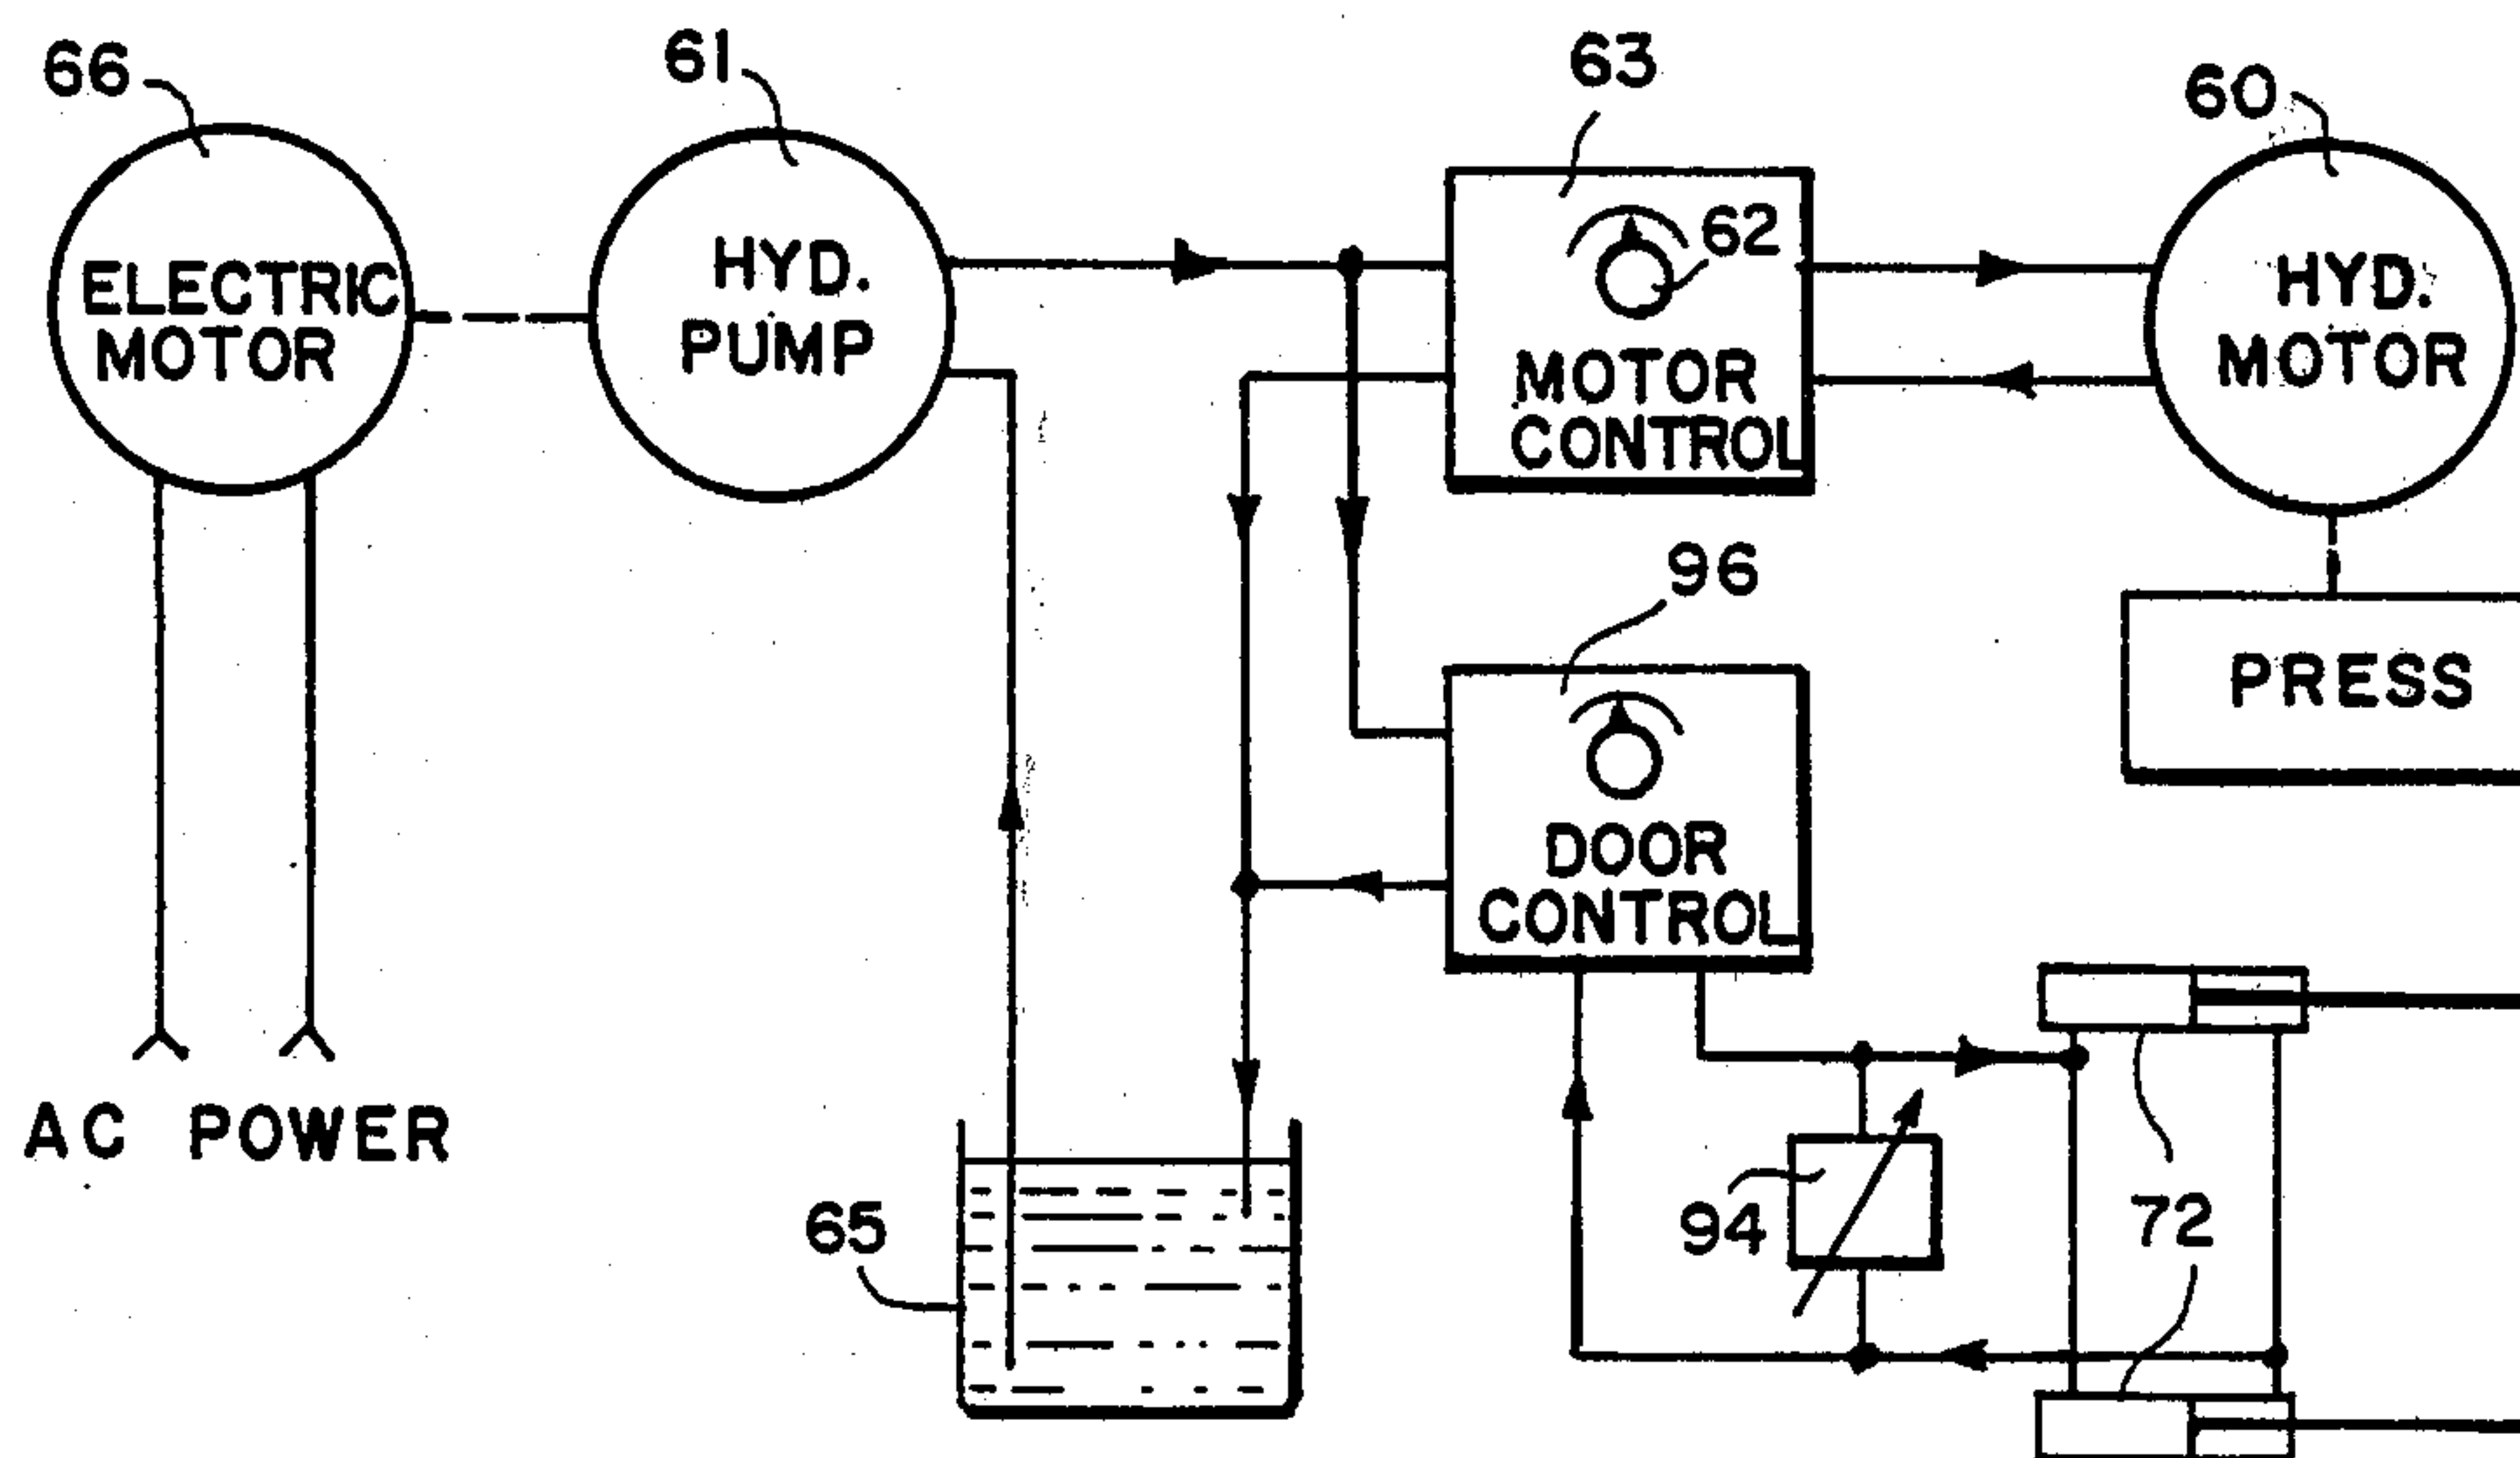 66
61
63
60
ELECTRIC
MOTOR
HYD.
PUMP
62
MOTOR
CONTROL
HYD.
MOTOR
96
PRESS
DOOR
CONTROL
AC POWER
65
94
72